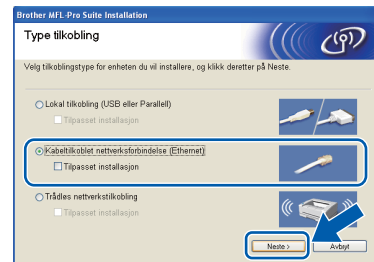 Brother MFL-Pro Suite Installation
Type tilkobling
Velg tilkoblingstype for enheten du vil installere, og klikk deretter på Neste.
Lokal tilkobling (USB eller Parallell)
Tilpasset installasjon
Kabeltilkoblet nettverksforbindelse (Ethernet)
Tilpasset installasjon
Trådløs nettverkstilkobling
Tilpasset installasjon
Neste > Avbryt